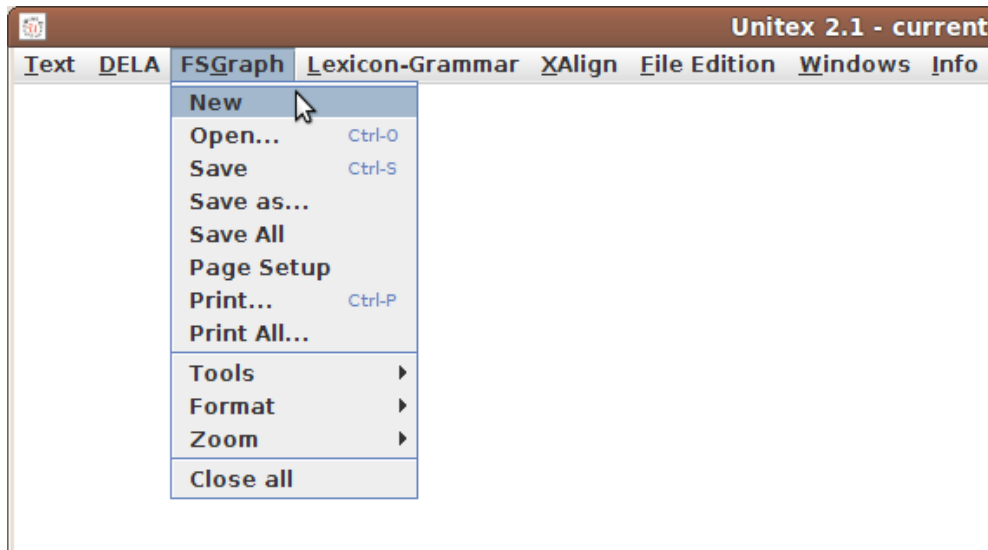 Unitex 2.1 - current
Text DELA FSGraph Lexicon-Grammar XAlign File Edition Windows Info
New
Open... Ctrl-O
Save Ctrl-S
Save as...
Save All
Page Setup
Print... Ctrl-P
Print All...
Tools
Format
Zoom
Close all